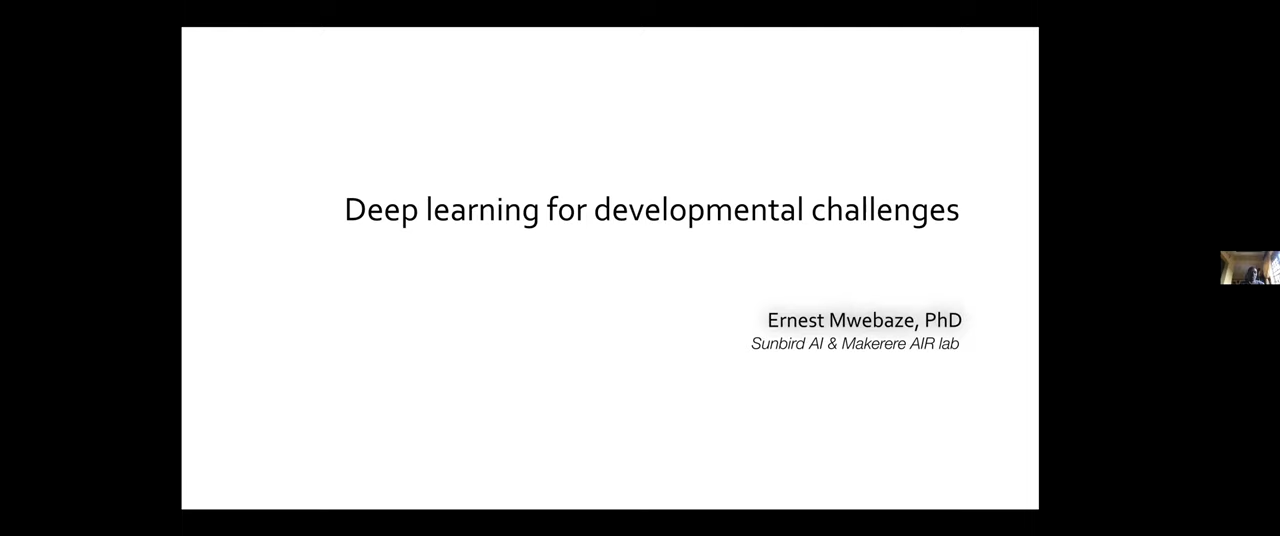 Deep learning for developmental challenges
Ernest Mwebaze, PhD
Sunbird AI & Makerere AIR lab